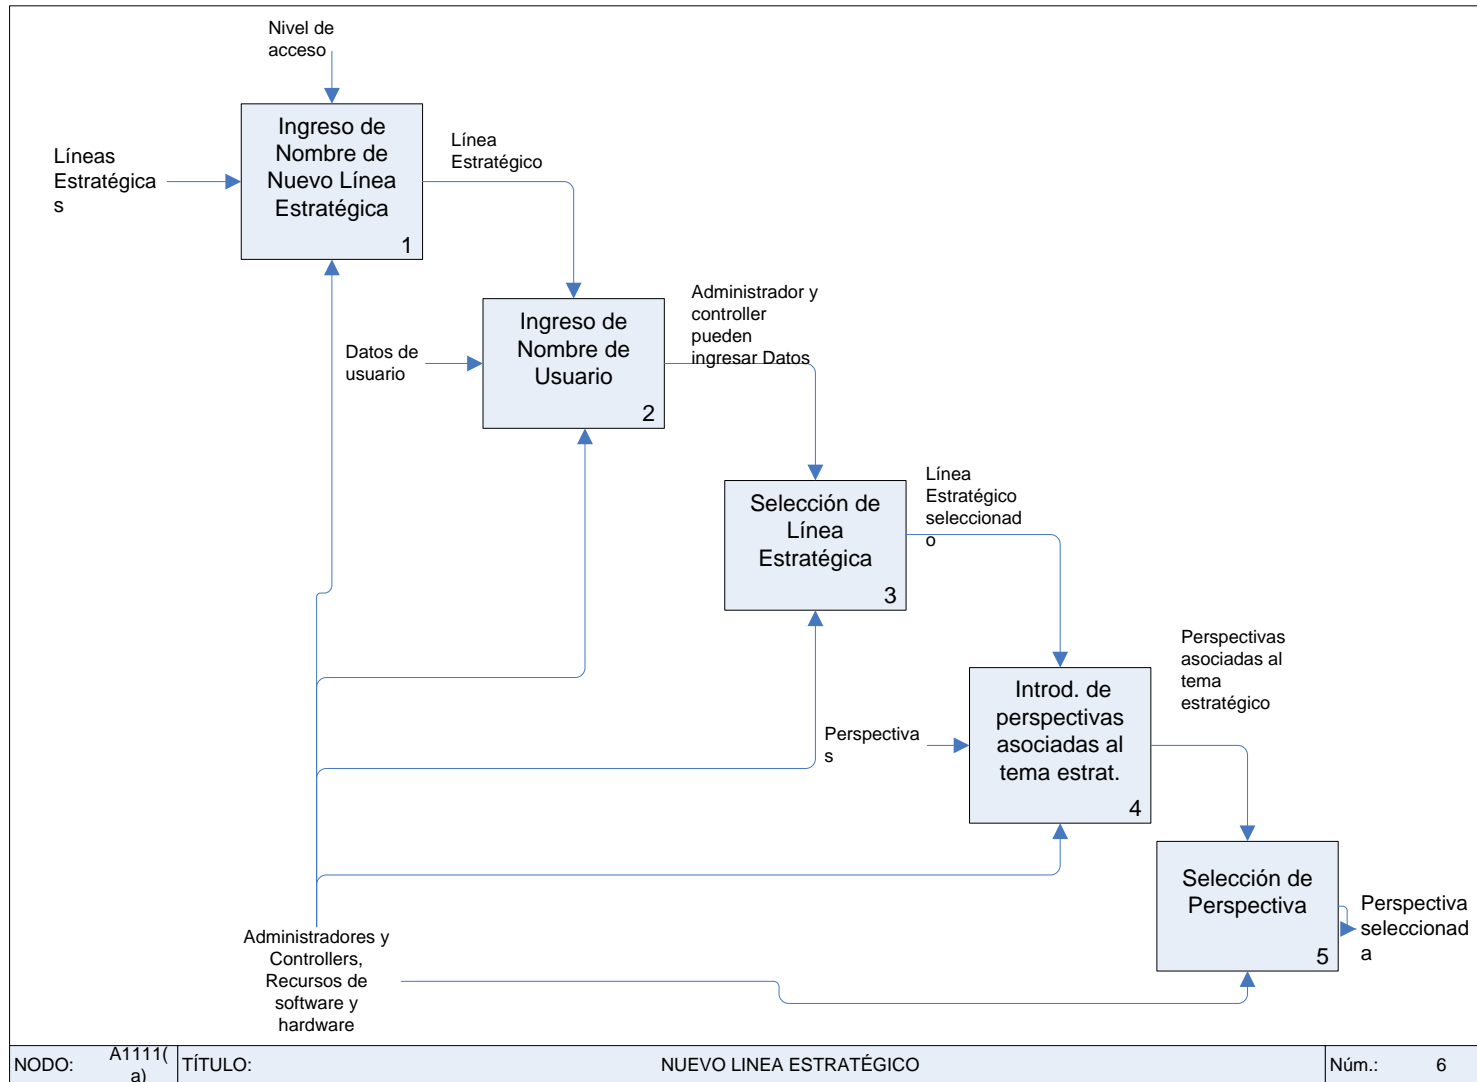 Nivel de
acceso
Ingreso de
Nombre de
Nuevo Línea
Estratégica
1
Líneas
Estratégica
s
Línea
Estratégico
Ingreso de
Nombre de
Usuario
2
Datos de
usuario
Administrador y
controller
pueden
ingresar Datos
Selección de
Línea
Estratégica
3
Línea
Estratégico
seleccionad
o
Introd. de
perspectivas
asociadas al
tema estrat.
4
Perspectiva
s
Perspectivas
asociadas al
tema
estratégico
Selección de
Perspectiva
5
Perspectiva
seleccionad
a
Administradores y
Controllers,
Recursos de
software y
hardware
NODO:
A1111(
a)
TÍTULO:
NUEVO LINEA ESTRATÉGICO
Núm.:
6